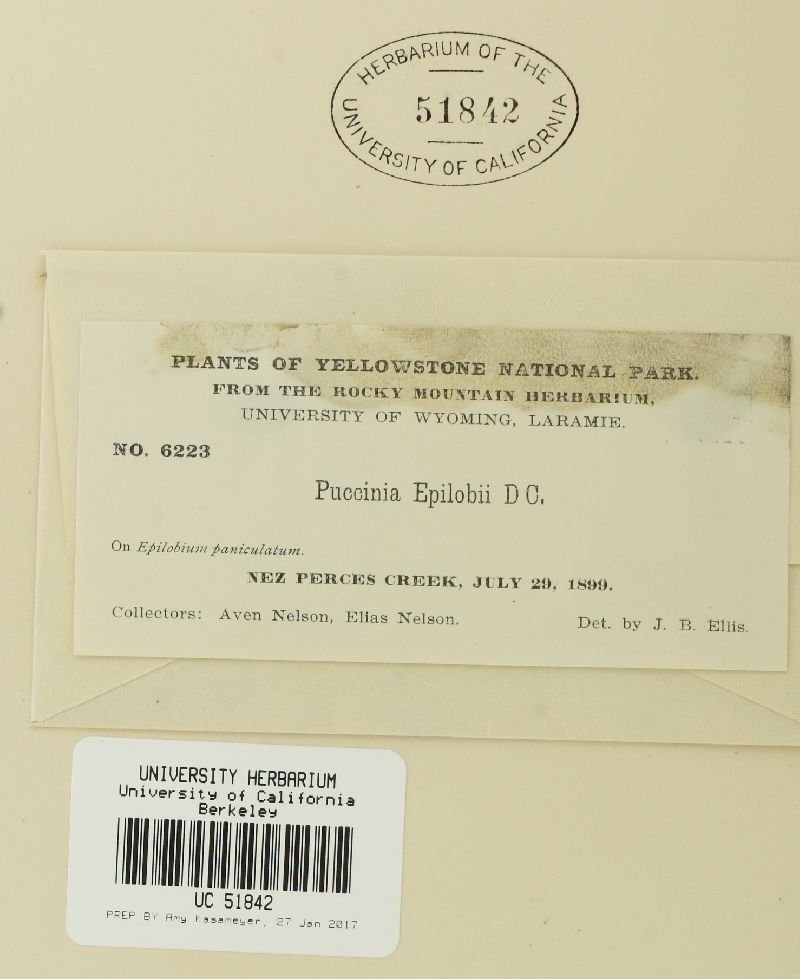 HERBARIUM OF THE
51842
UNIVERSITY OF CALIFORNIA
PLANTS OF YELLOWSTONE NATIONAL PARK.
FROM THE ROCKY MOUNTAIN HERBARIUM,
UNIVERSITY OF WYOMING, LARAMIE.
NO. 6223
Puccinia Epilobii D C.
On Epilobium paniculatum.
NEZ PERCES CREEK, JULY 29, 1899.
Collectors: Aven Nelson, Elias Nelson.
Det. by J. B. Ellis.
UNIVERSITY HERBARIUM
University of California
Berkeley
UC 51842
PREP BY Amy Kasameyer, 27 Jan 2017